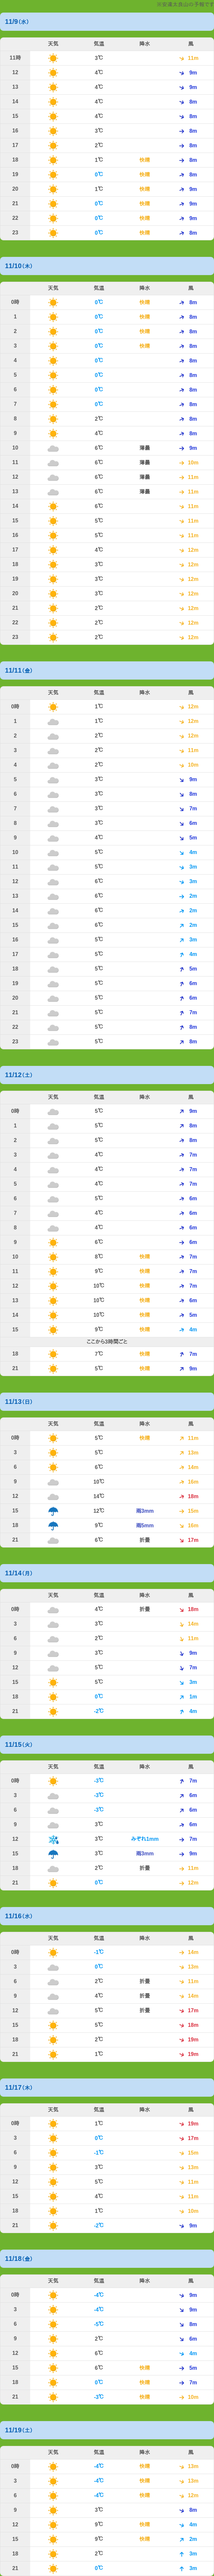 11/9(水)
天気 気温 降水 風
11時 3℃ 11m
12 4℃ 9m
13 4℃ 9m
14 4℃ 8m
15 4℃ 8m
16 3℃ 8m
17 2℃ 8m
18 1℃ 快晴 8m
19 0℃ 快晴 8m
20 1℃ 快晴 9m
21 0℃ 快晴 9m
22 0℃ 快晴 9m
23 0℃ 快晴 8m
11/10(木)
天気 気温 降水 風
0時 0℃ 快晴 8m
1 0℃ 快晴 8m
2 0℃ 快晴 8m
3 0℃ 快晴 8m
4 0℃ 8m
5 0℃ 8m
6 0℃ 8m
7 0℃ 8m
8 2℃ 8m
9 4℃ 8m
10 6℃ 薄曇 9m
11 6℃ 薄曇 10m
12 6℃ 薄曇 11m
13 6℃ 薄曇 11m
14 6℃ 11m
15 5℃ 11m
16 5℃ 11m
17 4℃ 12m
18 3℃ 12m
19 3℃ 12m
20 3℃ 12m
21 2℃ 12m
22 2℃ 12m
23 2℃ 12m
11/11(金)
天気 気温 降水 風
0時 1℃ 12m
1 1℃ 12m
2 2℃ 12m
3 2℃ 11m
4 2℃ 10m
5 3℃ 9m
6 3℃ 8m
7 3℃ 7m
8 3℃ 6m
9 4℃ 5m
10 5℃ 4m
11 5℃ 3m
12 6℃ 3m
13 6℃ 2m
14 6℃ 2m
15 6℃ 2m
16 5℃ 3m
17 5℃ 4m
18 5℃ 5m
19 5℃ 6m
20 5℃ 6m
21 5℃ 7m
22 5℃ 8m
23 5℃ 8m
11/12(土)
天気 気温 降水 風
0時 5℃ 9m
1 5℃ 8m
2 5℃ 8m
3 4℃ 7m
4 4℃ 7m
5 4℃ 7m
6 5℃ 6m
7 4℃ 6m
8 4℃ 6m
9 6℃ 6m
10 8℃ 快晴 7m
11 9℃ 快晴 7m
12 10℃ 快晴 7m
13 10℃ 快晴 6m
14 10℃ 快晴 5m
15 9℃ 快晴 4m
ここから3時間ごと
18 7℃ 快晴 7m
21 5℃ 快晴 9m
11/13(日)
天気 気温 降水 風
0時 5℃ 快晴 11m
3 5℃ 13m
6 6℃ 14m
9 10℃ 16m
12 14℃ 18m
15 12℃ 雨3mm 15m
18 9℃ 雨5mm 16m
21 6℃ 17m
11/14(月)
天気 気温 降水 風
0時 4℃ 18m
3 3℃ 14m
6 2℃ 11m
9 3℃ 9m
12 5℃ 7m
15 5℃ 3m
18 0℃ 1m
21 -2℃ 4m
11/15(火)
天気 気温 降水 風
0時 -3℃ 7m
3 -3℃ 6m
6 -3℃ 6m
9 3℃ 6m
12 3℃ みぞれ1mm 7m
15 3℃ 雨3mm 9m
18 2℃ 11m
21 0℃ 12m
11/16(水)
天気 気温 降水 風
0時 -1℃ 14m
3 0℃ 13m
6 2℃ 11m
9 4℃ 14m
12 5℃ 17m
15 5℃ 18m
18 2℃ 19m
21 1℃ 19m
11/17(木)
天気 気温 降水 風
0時 1℃ 19m
3 0℃ 17m
6 -1℃ 15m
9 3℃ 13m
12 5℃ 11m
15 4℃ 11m
18 1℃ 10m
21 -2℃ 9m
11/18(金)
天気 気温 降水 風
0時 -4℃ 9m
3 -4℃ 9m
6 -5℃ 8m
9 2℃ 6m
12 6℃ 4m
15 6℃ 快晴 5m
18 0℃ 快晴 7m
21 -3℃ 快晴 10m
11/19(土)
天気 気温 降水 風
0時 -4℃ 快晴 13m
3 -4℃ 快晴 13m
6 -4℃ 快晴 12m
9 3℃ 8m
12 9℃ 快晴 4m
15 9℃ 快晴 2m
18 2℃ 3m
21 0℃ 3m